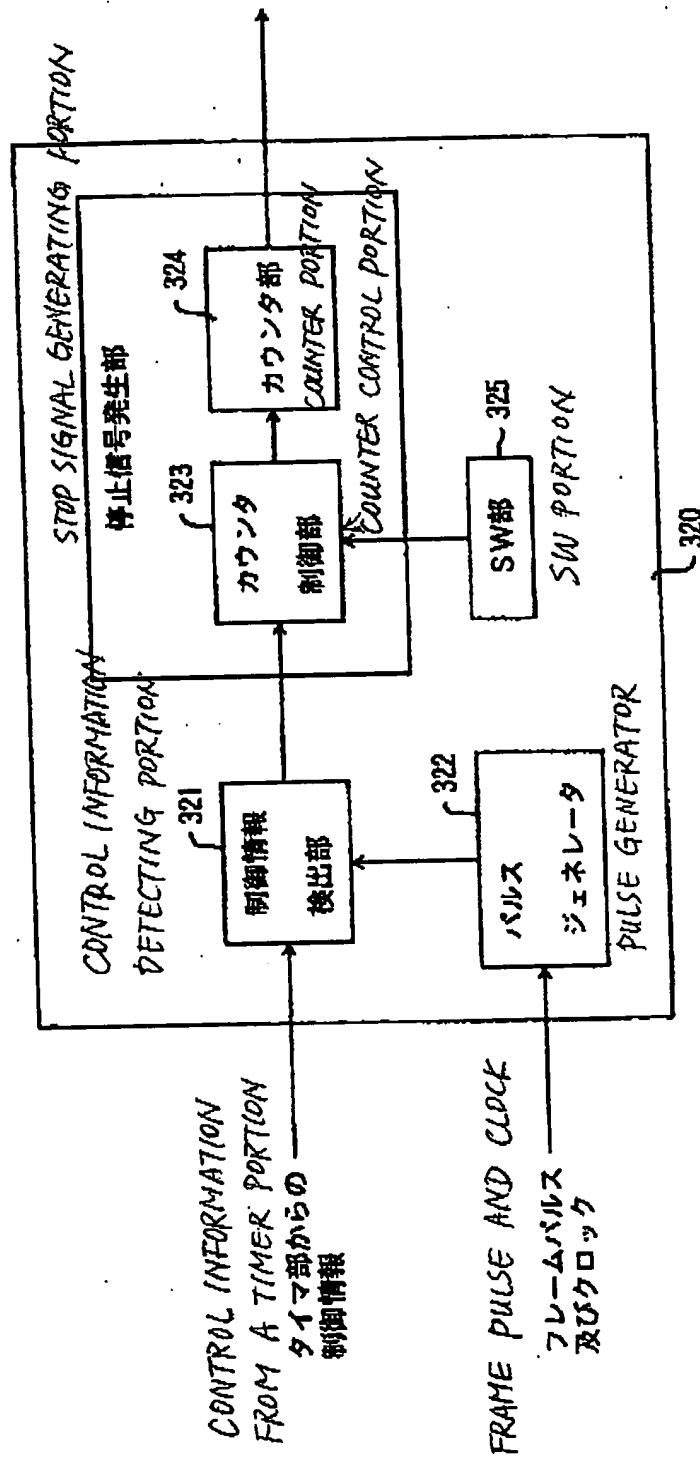 STOP SIGNAL GENERATING PORTION
停止信号発生部
CONTROL INFORMATION
DETECTING PORTION
321
制御情報
検出部
323
カウンタ
制御部
COUNTER CONTROL PORTION
324
カウンタ部
COUNTER PORTION
CONTROL INFORMATION
FROM A TIMER PORTION
タイマ部からの
制御情報
322
パルス
ジェネレータ
PULSE GENERATOR
325
SW部
SW PORTION
FRAME PULSE AND CLOCK
フレームパルス
及びクロック
320